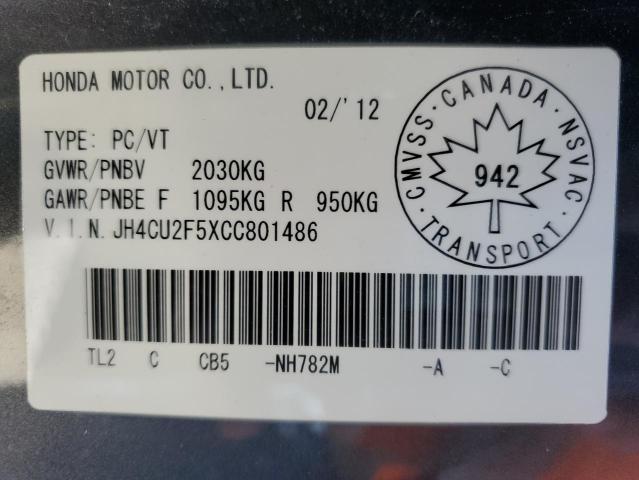 HONDA MOTOR CO., LTD.
02/'12
TYPE: PC/VT
GVWR/PNBV 2030KG
GAWR/PNBE F 1095KG R 950KG
V.I.N. JH4CU2F5XCC801486
CMVSS · CANADA · NSVAC · TRANSPORT ·
942
TL2 C CB5 -NH782M -A -C